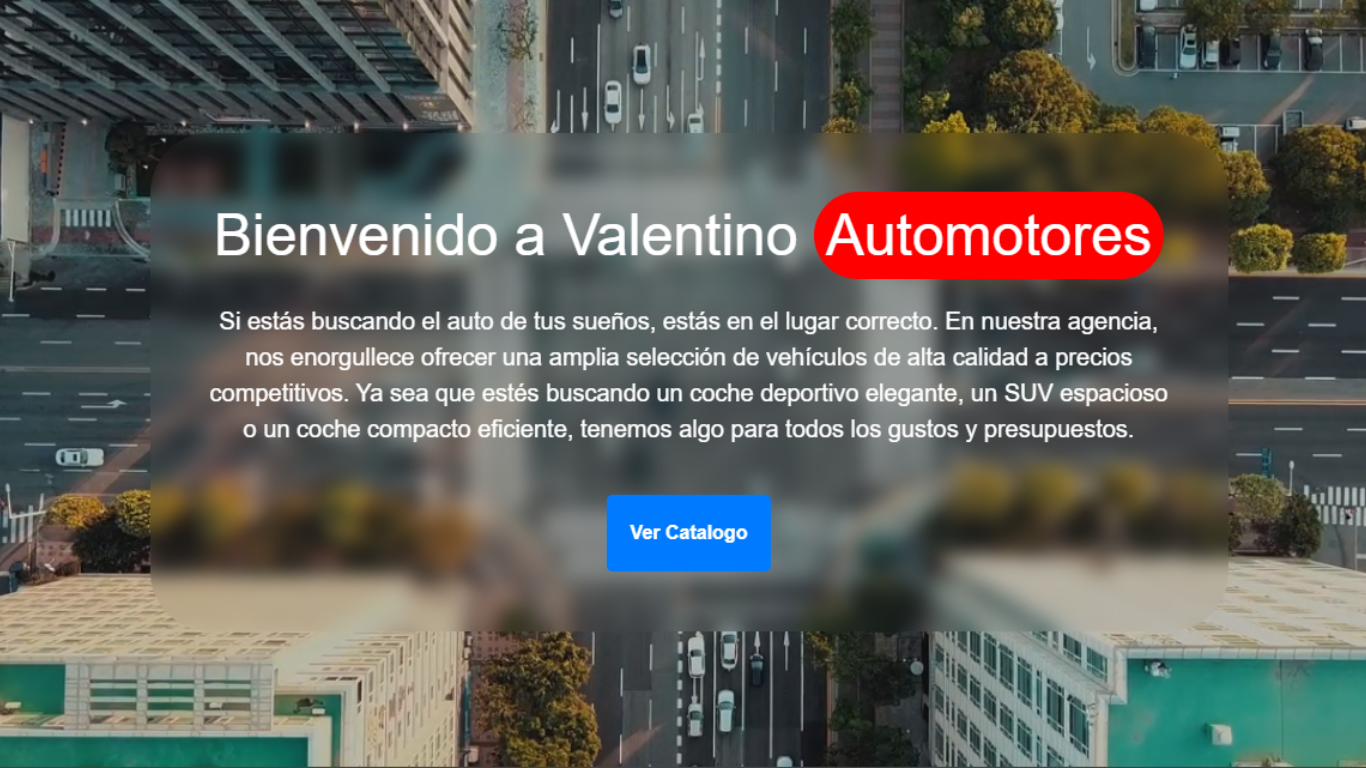 Bienvenido a Valentino Automotores
Si estás buscando el auto de tus sueños, estás en el lugar correcto. En nuestra agencia,
nos enorgullece ofrecer una amplia selección de vehículos de alta calidad a precios
competitivos. Ya sea que estés buscando un coche deportivo elegante, un SUV espacioso
o un coche compacto eficiente, tenemos algo para todos los gustos y presupuestos.
Ver Catalogo